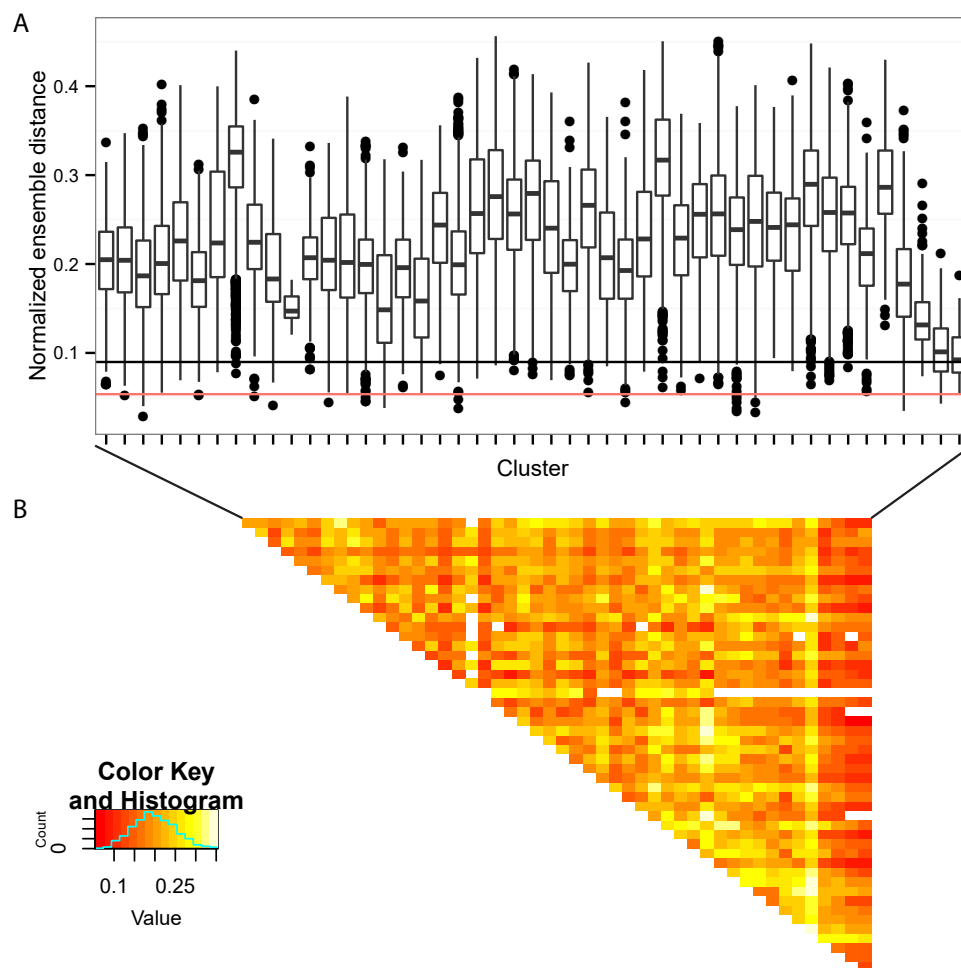 A
Normalized ensemble distance
0.4
0.3
0.2
0.1
Cluster
B
Color Key
and Histogram
Count
0
0.1 0.25
Value